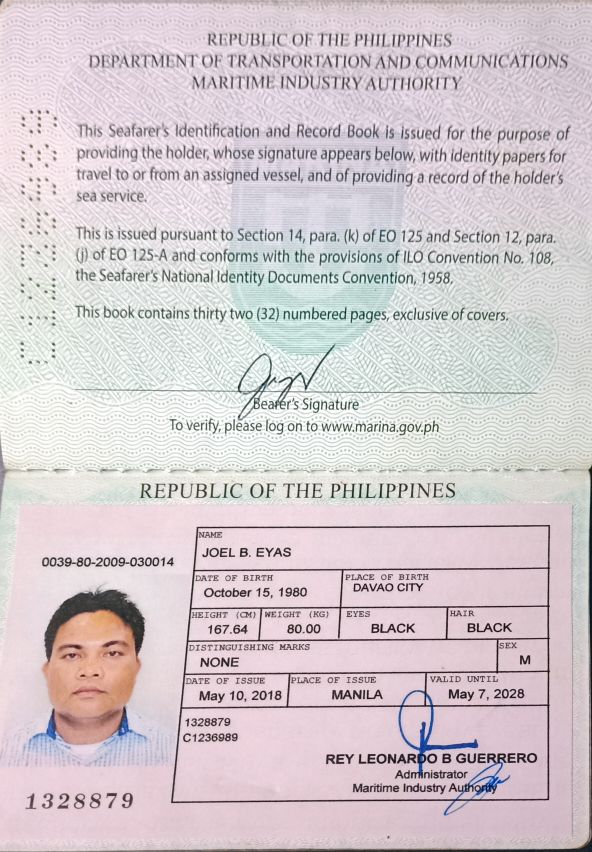 REPUBLIC OF THE PHILIPPINES
DEPARTMENT OF TRANSPORTATION AND COMMUNICATIONS
MARITIME INDUSTRY AUTHORITY
This Seafarer's Identification and Record Book is issued for the purpose of
providing the holder, whose signature appears below, with identity papers for
travel to or from an assigned vessel, and of providing a record of the holder's
sea service.
This is issued pursuant to Section 14, para. (k) of EO 125 and Section 12, para.
(j) of EO 125-A and conforms with the provisions of ILO Convention No. 108,
the Seafarer's National Identity Documents Convention, 1958.
This book contains thirty two (32) numbered pages, exclusive of covers.
Bearer's Signature
To verify, please log on to www.marina.gov.ph
REPUBLIC OF THE PHILIPPINES
0039-80-2009-030014
NAME
JOEL B. EYAS
DATE OF BIRTH PLACE OF BIRTH
October 15, 1980 DAVAO CITY
HEIGHT (CM) WEIGHT (KG) EYES HAIR
167.64 80.00 BLACK BLACK
DISTINGUISHING MARKS SEX
NONE M
DATE OF ISSUE PLACE OF ISSUE VALID UNTIL
May 10, 2018 MANILA May 7, 2028
1328879
C1236989
REY LEONARDO B GUERRERO
Administrator
Maritime Industry Authority
1328879